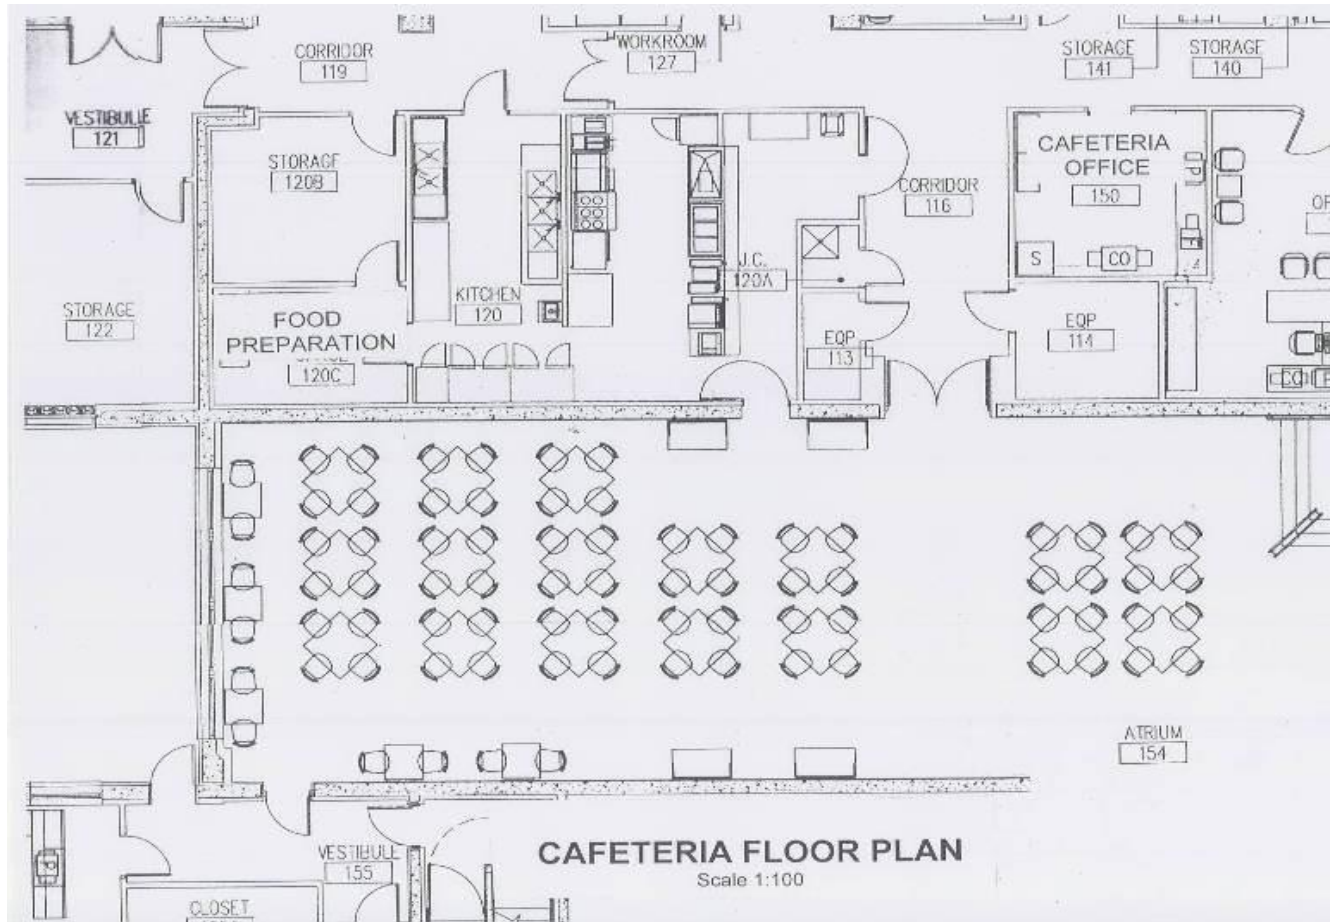 CORRIDOR
119
WORKROOM
127
STORAGE
141
STORAGE
140
VESTIBULLE
121
STORAGE
120B
CAFETERIA
OFFICE
150
CORRIDOR
116
S
CO
J.C.
120A
STORAGE
122
FOOD
PREPARATION
120C
KITCHEN
120
EQP
113
EQP
114
CO
ATRIUM
154
VESTIBULE
155
CAFETERIA FLOOR PLAN
Scale 1:100
P
CLOSET